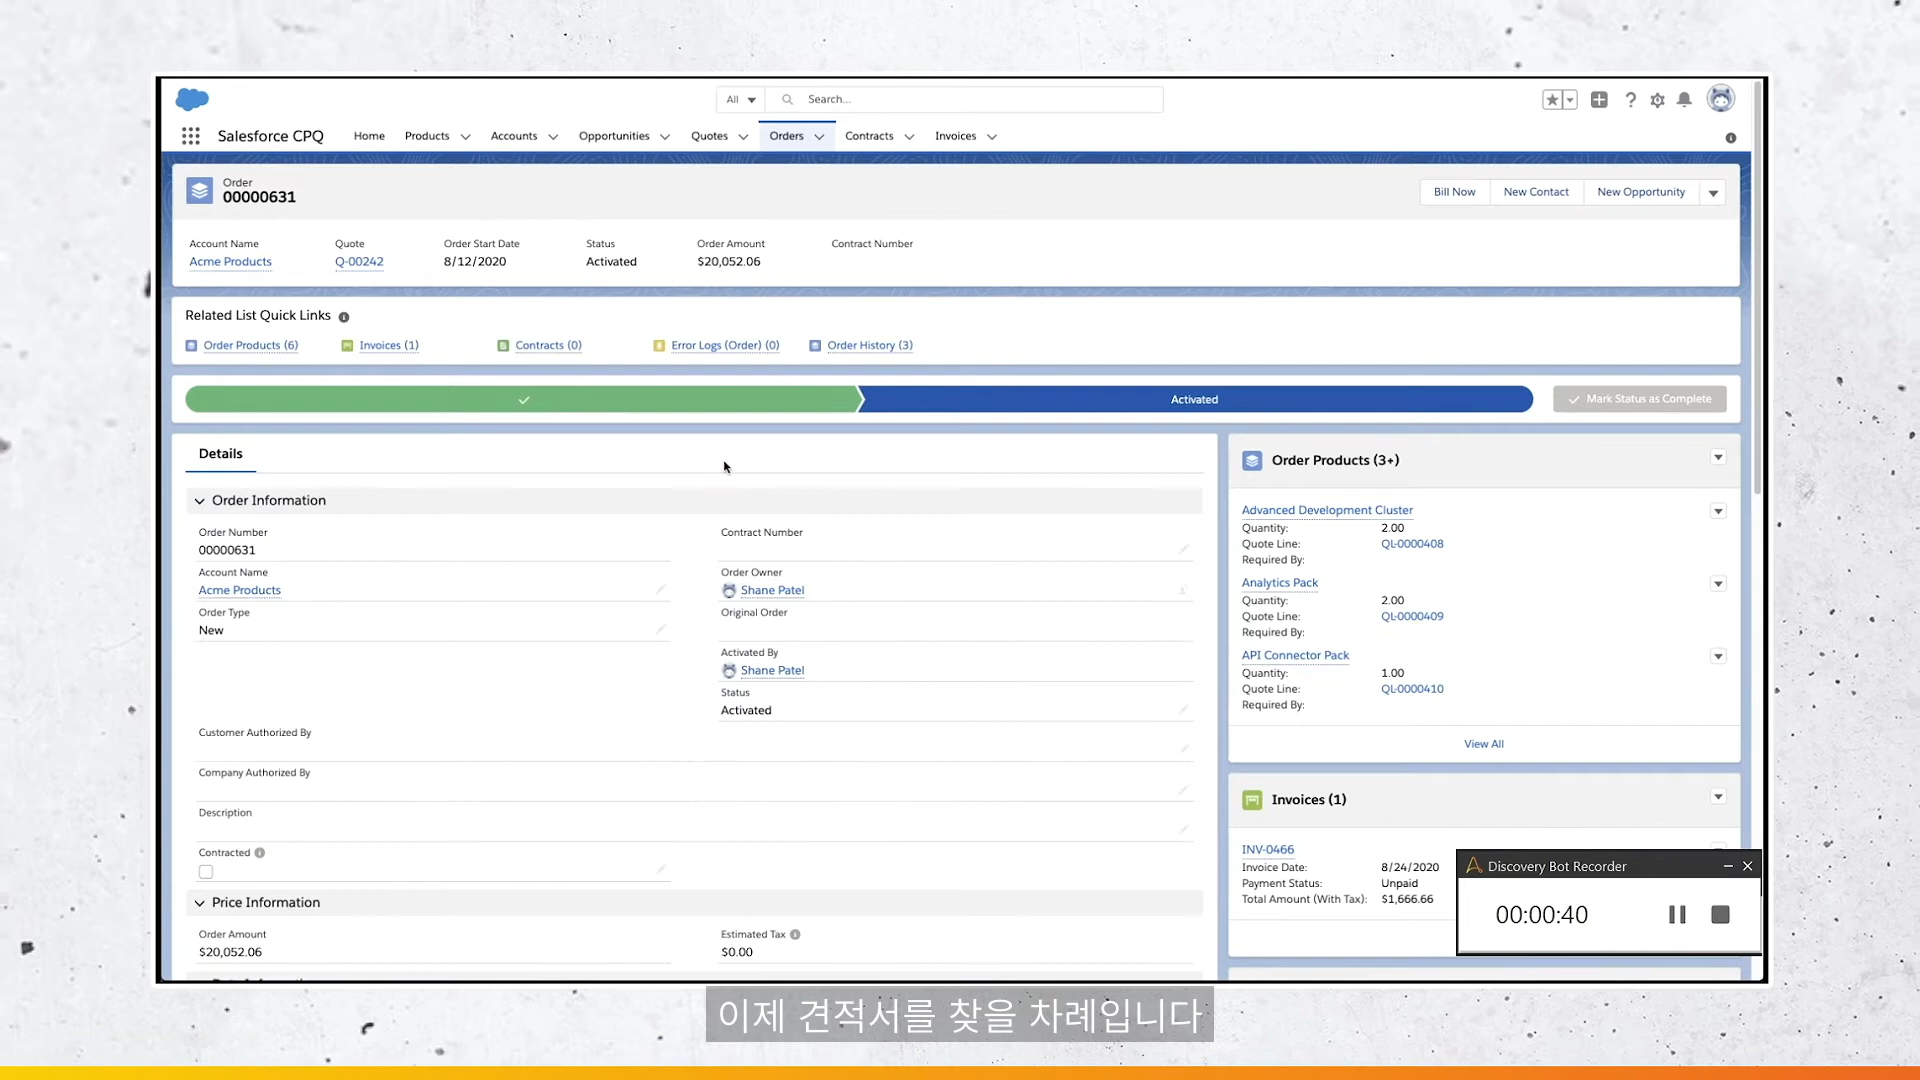 All
Search...
Salesforce CPQ
Home
Products
Accounts
Opportunities
Quotes
Orders
Contracts
Invoices
Order
00000631
Bill Now
New Contact
New Opportunity
Account Name
Quote
Order Start Date
Status
Order Amount
Contract Number
Acme Products
Q-00242
8/12/2020
Activated
$20,052.06
Related List Quick Links
Order Products (6)
Invoices (1)
Contracts (0)
Error Logs (Order) (0)
Order History (3)
Activated
Mark Status as Complete
Details
Order Information
Order Number
00000631
Contract Number
Account Name
Acme Products
Order Owner
Shane Patel
Order Type
New
Original Order
Activated By
Shane Patel
Status
Activated
Customer Authorized By
Company Authorized By
Description
Contracted
Price Information
Order Amount
$20,052.06
Estimated Tax
$0.00
Order Products (3+)
Advanced Development Cluster
Quantity: 2.00
Quote Line: QL-0000408
Required By:
Analytics Pack
Quantity: 2.00
Quote Line: QL-0000409
Required By:
API Connector Pack
Quantity: 1.00
Quote Line: QL-0000410
Required By:
View All
Invoices (1)
INV-0466
Invoice Date: 8/24/2020
Payment Status: Unpaid
Total Amount (With Tax): $1,666.66
Discovery Bot Recorder
00:00:40
이제 견적서를 찾을 차례입니다